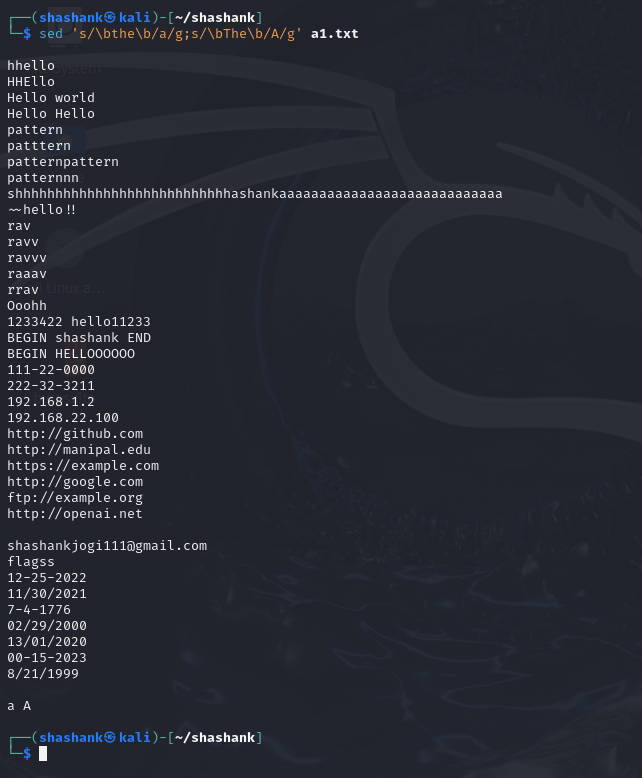 ┌──(shashank㉿kali)-[~/shashank]
└─$ sed 's/\bthe\b/a/g;s/\bThe\b/A/g' a1.txt
hhello
HHEllo
Hello world
Hello Hello
pattern
patttern
patternpattern
patternnn
shhhhhhhhhhhhhhhhhhhhhhhhhhhashankaaaaaaaaaaaaaaaaaaaaaaaaaaaa
~~hello!!
rav
ravv
ravvv
raaav
rrav
Ooohh
1233422 hello11233
BEGIN shashank END
BEGIN HELLOOOOOO
111-22-0000
222-32-3211
192.168.1.2
192.168.22.100
http://github.com
http://manipal.edu
https://example.com
http://google.com
ftp://example.org
http://openai.net
shashankjogi111@gmail.com
flagss
12-25-2022
11/30/2021
7-4-1776
02/29/2000
13/01/2020
00-15-2023
8/21/1999
a A
┌──(shashank㉿kali)-[~/shashank]
└─$